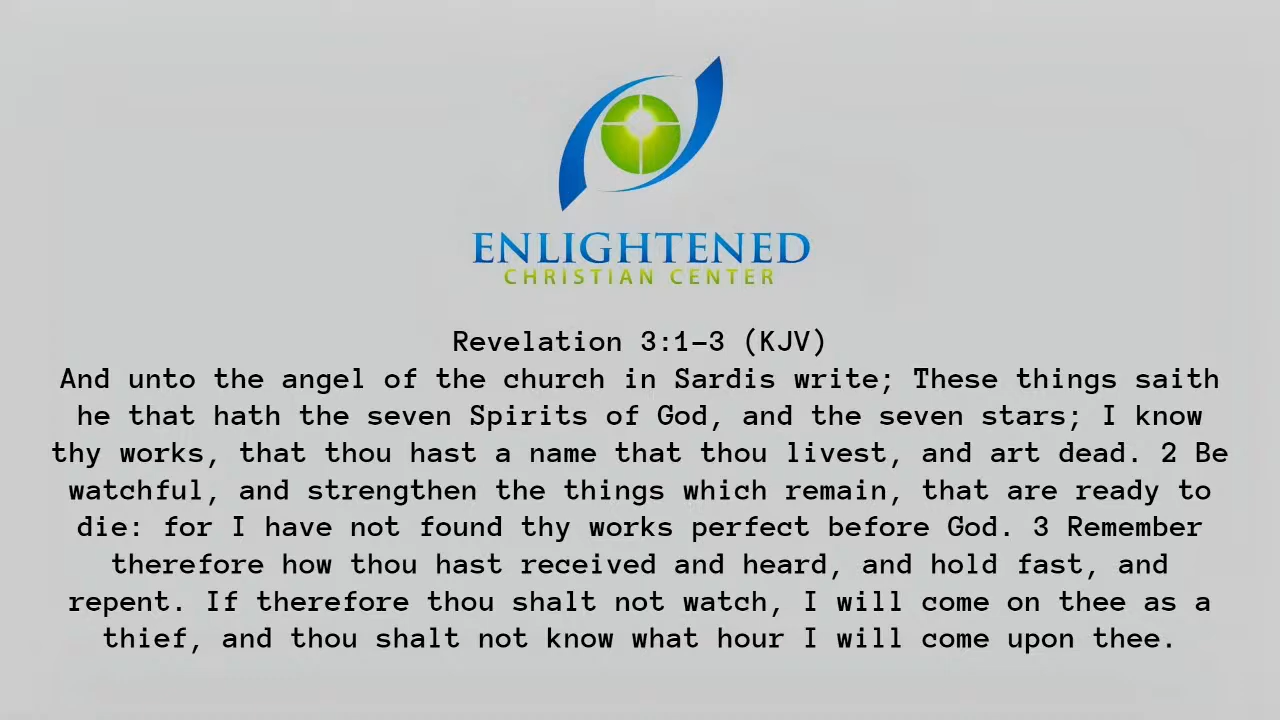 ENLIGHTENED
CHRISTIAN CENTER
Revelation 3:1-3 (KJV)
And unto the angel of the church in Sardis write; These things saith
he that hath the seven Spirits of God, and the seven stars; I know
thy works, that thou hast a name that thou livest, and art dead. 2 Be
watchful, and strengthen the things which remain, that are ready to
die: for I have not found thy works perfect before God. 3 Remember
therefore how thou hast received and heard, and hold fast, and
repent. If therefore thou shalt not watch, I will come on thee as a
thief, and thou shalt not know what hour I will come upon thee.